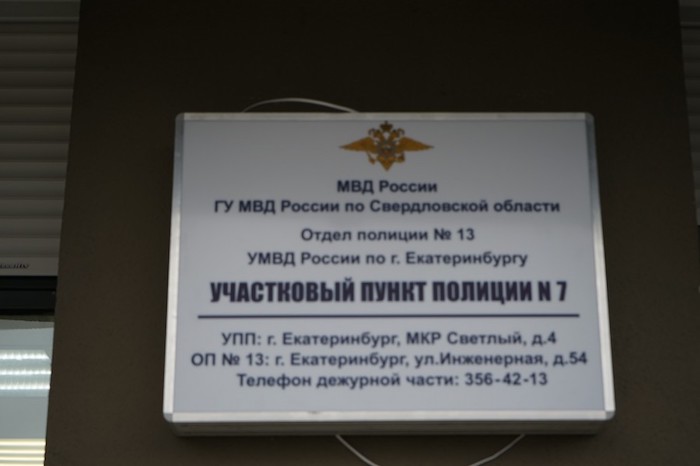 МВД России
ГУ МВД России по Свердловской области
Отдел полиции № 13
УМВД России по г. Екатеринбургу
УЧАСТКОВЫЙ ПУНКТ ПОЛИЦИИ N 7
УПП: г. Екатеринбург, МКР Светлый, д.4
ОП № 13: г. Екатеринбург, ул.Инженерная, д.54
Телефон дежурной части: 356-42-13